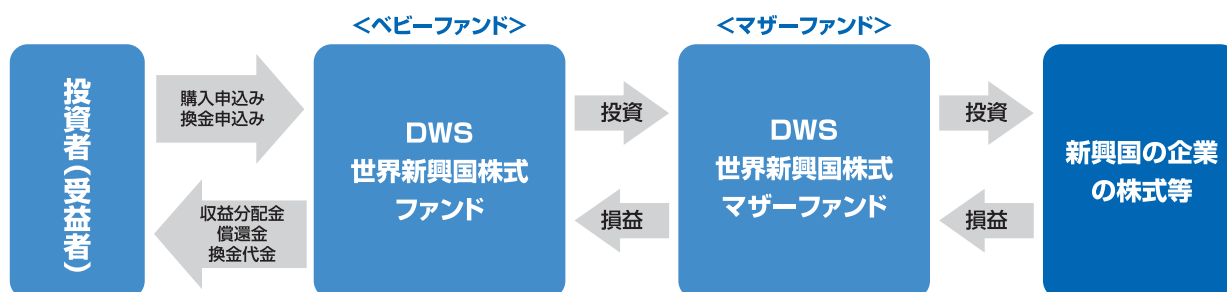 <ベビーファンド>
<マザーファンド>
投資者(受益者)
購入申込み
換金申込み
収益分配金
償還金
換金代金
DWS
世界新興国株式
ファンド
投資
損益
DWS
世界新興国株式
マザーファンド
投資
損益
新興国の企業
の株式等